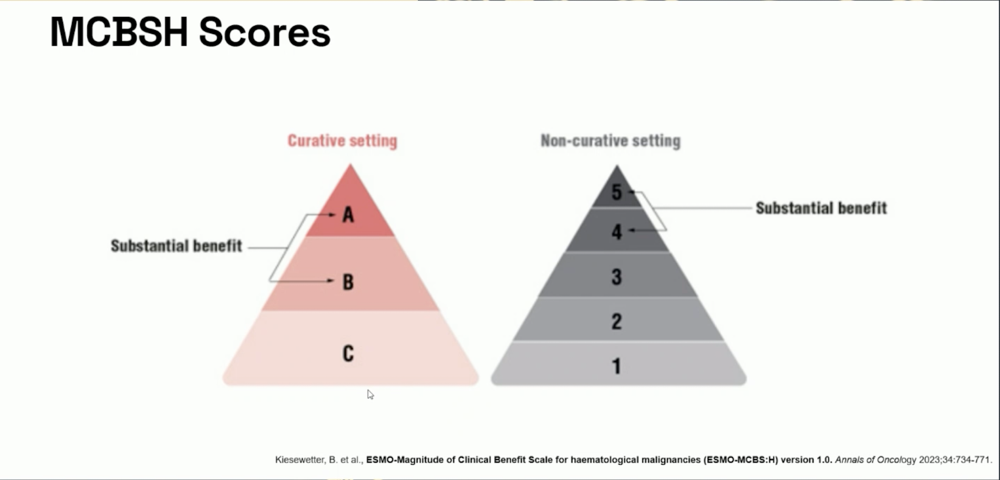 MCBSH Scores
Curative setting
Non-curative setting
A
B
C
Substantial benefit
5
4
3
2
1
Substantial benefit
Kiesewetter, B. et al., ESMO-Magnitude of Clinical Benefit Scale for haematological malignancies (ESMO-MCBS:H) version 1.0. Annals of Oncology 2023;34:734-771.